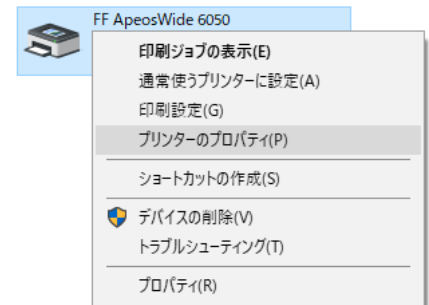 FF ApeosWide 6050
印刷ジョブの表示(E)
通常使うプリンターに設定(A)
印刷設定(G)
プリンターのプロパティ(P)
ショートカットの作成(S)
デバイスの削除(V)
トラブルシューティング(T)
プロパティ(R)